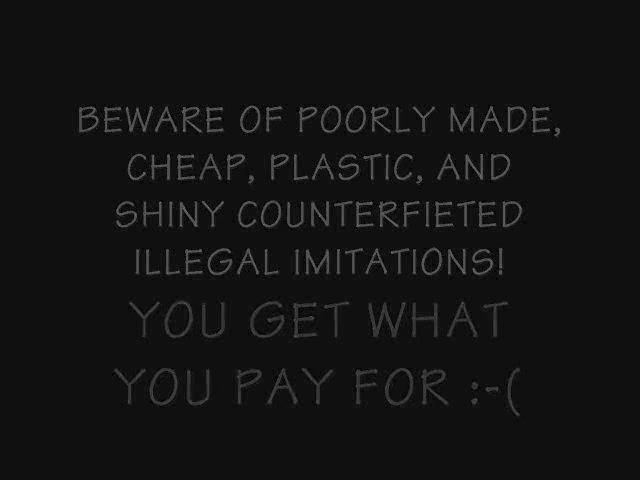 BEWARE OF POORLY MADE,
CHEAP, PLASTIC, AND
SHINY COUNTERFIETED
ILLEGAL IMITATIONS!
YOU GET WHAT
YOU PAY FOR :-(